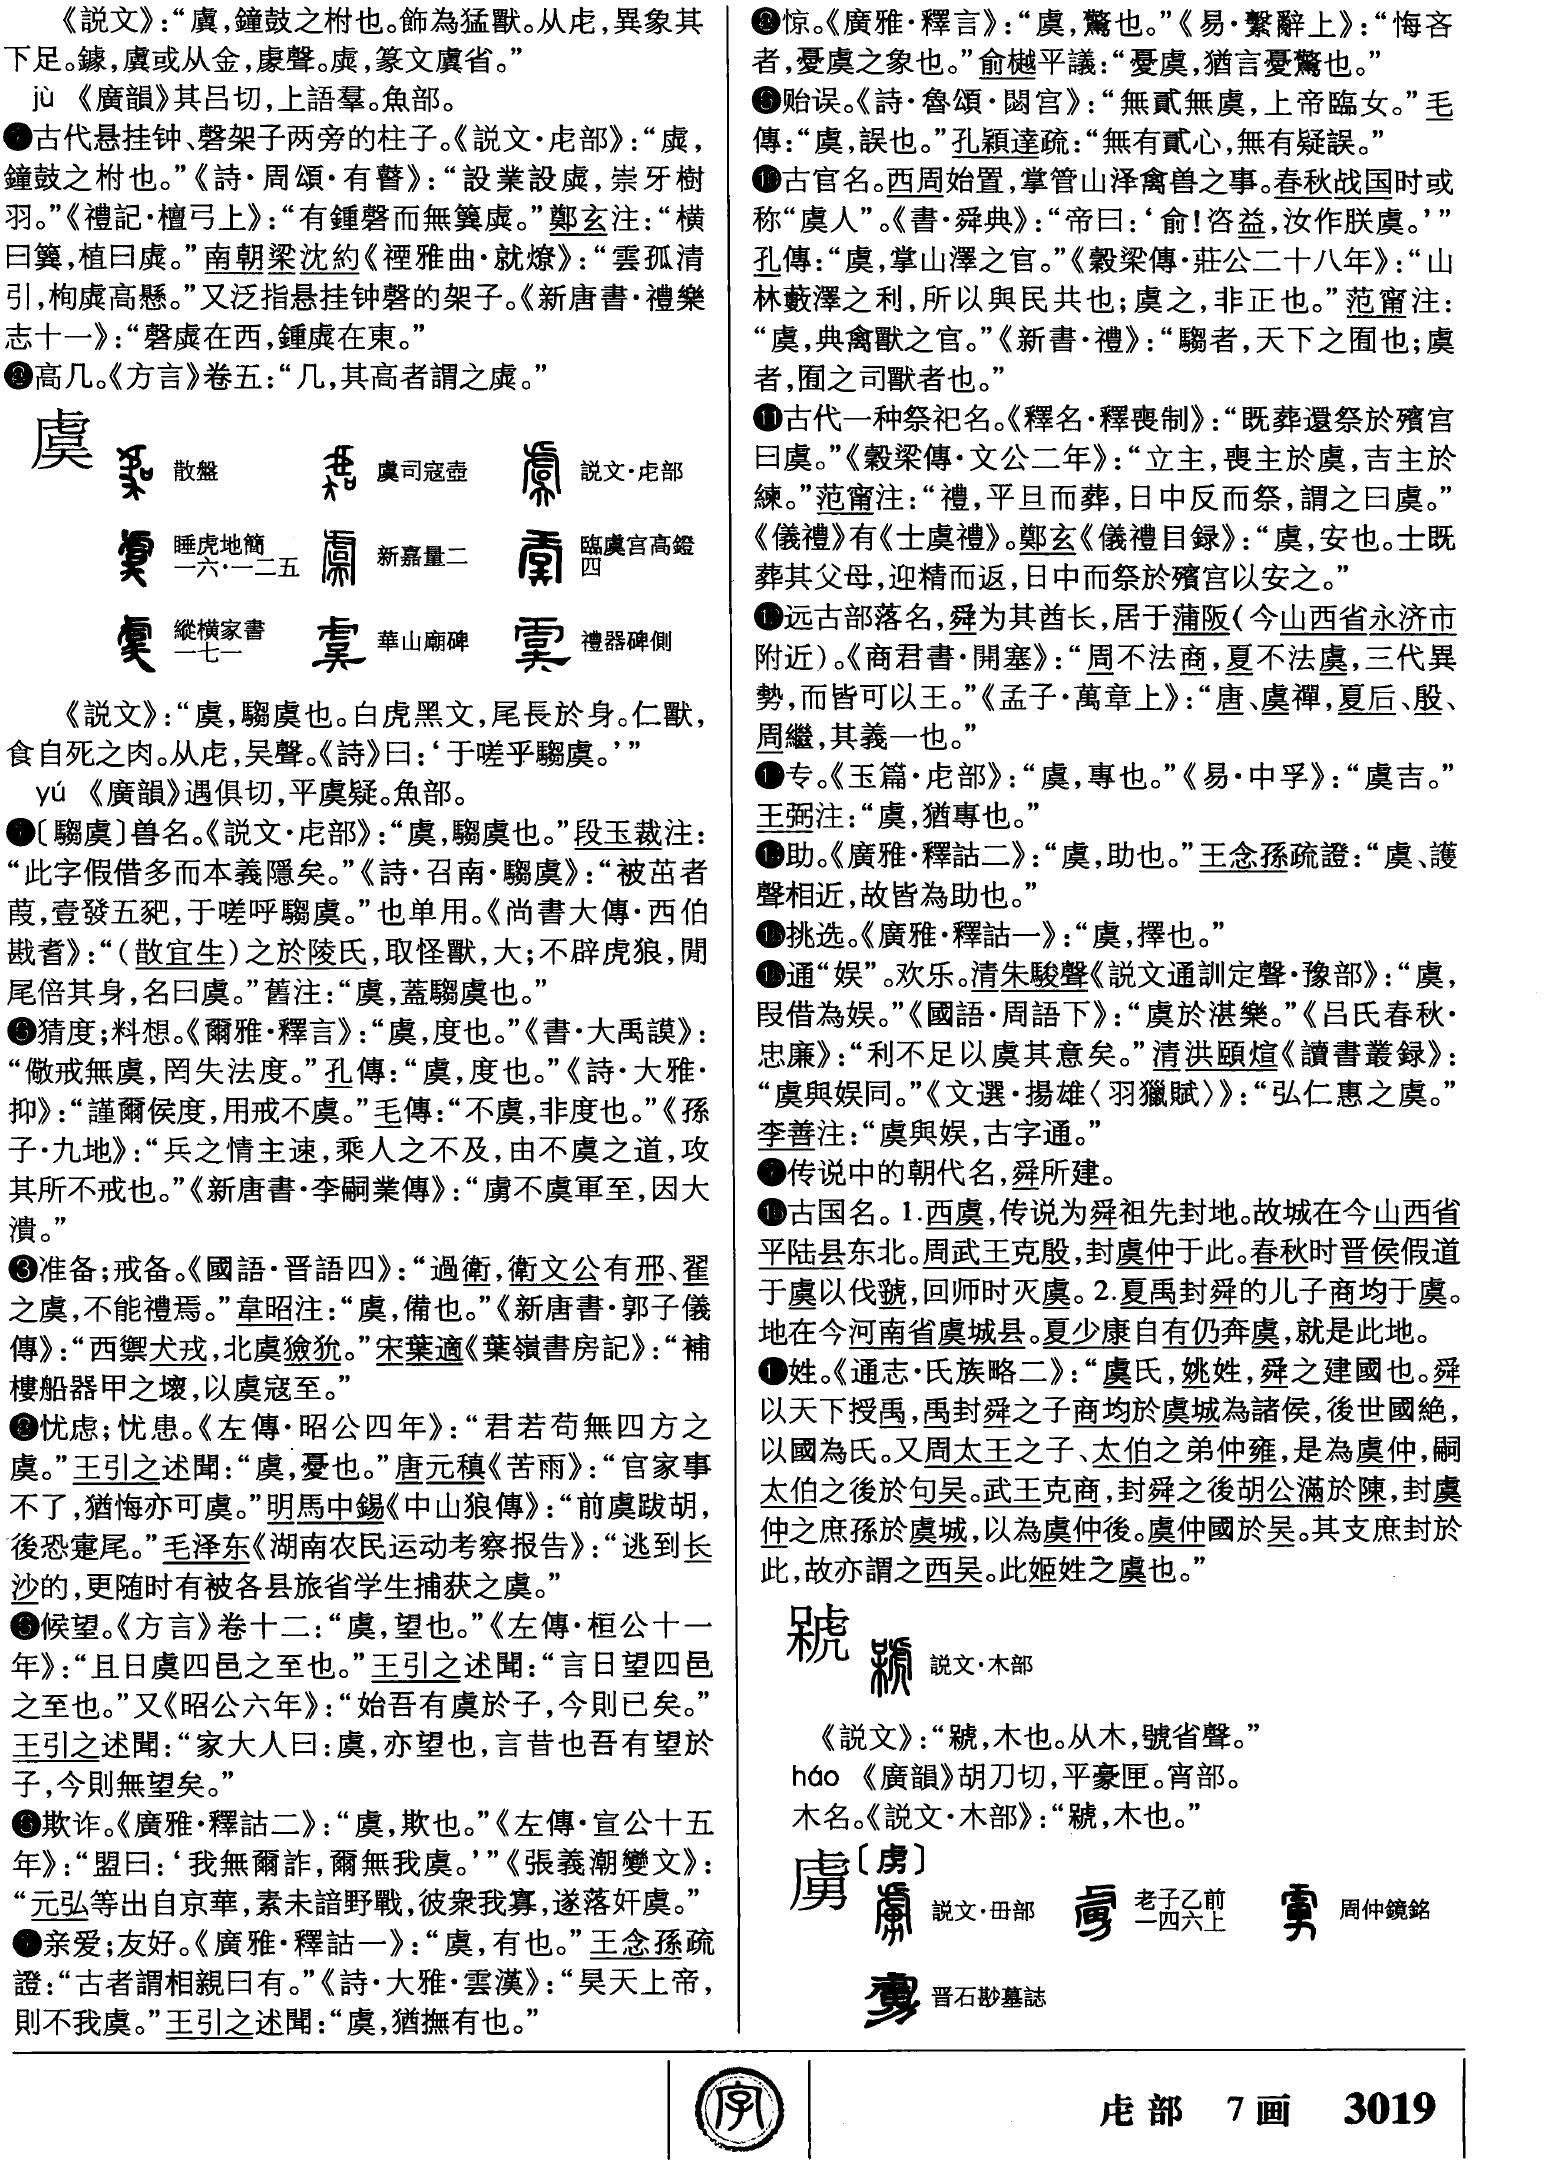 《説文》：“虡，鐘鼓之柎也。飾為猛獸。从虍，異象其
下足。鐻，虡或从金，豦聲。虡，篆文虡省。”
jù 《廣韻》其吕切，上語羣。魚部。
❶古代悬挂钟、磬架子两旁的柱子。《説文·虍部》：“虡，
鐘鼓之柎也。”《詩·周頌·有瞽》：“設業設虡，崇牙樹
羽。”《禮記·檀弓上》：“有鍾磬而無簨虡。”鄭玄注：“横
曰簨，植曰虡。”南朝梁沈約《禋雅曲·就燎》：“雲孤清
引，栒虡高懸。”又泛指悬挂钟磬的架子。《新唐書·禮樂
志十一》：“磬虡在西，鍾虡在東。”
❷高几。《方言》卷五：“几，其高者謂之虡。”
虞 散盤 虞司寇壺 説文·虍部
睡虎地簡一六·一二五 新嘉量二 臨虞宫高鐙四
縱横家書一七一 華山廟碑 禮器碑側
《説文》：“虞，騶虞也。白虎黑文，尾長於身。仁獸，
食自死之肉。从虍，吴聲。《詩》曰：‘于嗟乎騶虞。’”
yú 《廣韻》遇俱切，平虞疑。魚部。
❶〔騶虞〕兽名。《説文·虍部》：“虞，騶虞也。”段玉裁注：
“此字假借多而本義隱矣。”《詩·召南·騶虞》：“被茁者
葭，壹發五豝，于嗟呼騶虞。”也单用。《尚書大傳·西伯
戡耆》：“（散宜生）之於陵氏，取怪獸，大；不辟虎狼，閒
尾倍其身，名曰虞。”舊注：“虞，蓋騶虞也。”
❷猜度；料想。《爾雅·釋言》：“虞，度也。”《書·大禹謨》：
“儆戒無虞，罔失法度。”孔傳：“虞，度也。”《詩·大雅·
抑》：“謹爾侯度，用戒不虞。”毛傳：“不虞，非度也。”《孫
子·九地》：“兵之情主速，乘人之不及，由不虞之道，攻
其所不戒也。”《新唐書·李嗣業傳》：“虜不虞軍至，因大
潰。”
❸准备；戒备。《國語·晋語四》：“過衛，衛文公有邢、翟
之虞，不能禮焉。”韋昭注：“虞，備也。”《新唐書·郭子儀
傳》：“西禦犬戎，北虞獫狁。”宋葉適《葉嶺書房記》：“補
樓船器甲之壞，以虞寇至。”
❹忧虑；忧患。《左傳·昭公四年》：“君若苟無四方之
虞。”王引之述聞：“虞，憂也。”唐元稹《苦雨》：“官家事
不了，猶悔亦可虞。”明馬中錫《中山狼傳》：“前虞跋胡，
後恐疐尾。”毛泽东《湖南农民运动考察报告》：“逃到长
沙的，更随时有被各县旅省学生捕获之虞。”
❺候望。《方言》卷十二：“虞，望也。”《左傳·桓公十一
年》：“且日虞四邑之至也。”王引之述聞：“言日望四邑
之至也。”又《昭公六年》：“始吾有虞於子，今則已矣。”
王引之述聞：“家大人曰：虞，亦望也，言昔也吾有望於
子，今則無望矣。”
❻欺诈。《廣雅·釋詁二》：“虞，欺也。”《左傳·宣公十五
年》：“盟曰：‘我無爾詐，爾無我虞。’”《張義潮變文》：
“元弘等出自京華，素未諳野戰，彼衆我寡，遂落奸虞。”
❼亲爱；友好。《廣雅·釋詁一》：“虞，有也。”王念孫疏
證：“古者謂相親曰有。”《詩·大雅·雲漢》：“昊天上帝，
則不我虞。”王引之述聞：“虞，猶撫有也。”
❽惊。《廣雅·釋言》：“虞，驚也。”《易·繫辭上》：“悔吝
者，憂虞之象也。”俞樾平議：“憂虞，猶言憂驚也。”
❾贻误。《詩·魯頌·閟宫》：“無貳無虞，上帝臨女。”毛
傳：“虞，誤也。”孔穎達疏：“無有貳心，無有疑誤。”
❿古官名。西周始置，掌管山泽禽兽之事。春秋战国时或
称“虞人”。《書·舜典》：“帝曰：‘俞！咨益，汝作朕虞。’”
孔傳：“虞，掌山澤之官。”《穀梁傳·莊公二十八年》：“山
林藪澤之利，所以與民共也；虞之，非正也。”范甯注：
“虞，典禽獸之官。”《新書·禮》：“騶者，天下之囿也；虞
者，囿之司獸者也。”
⓫古代一种祭祀名。《釋名·釋喪制》：“既葬還祭於殯宫
曰虞。”《穀梁傳·文公二年》：“立主，喪主於虞，吉主於
練。”范甯注：“禮，平旦而葬，日中反而祭，謂之曰虞。”
《儀禮》有《士虞禮》。鄭玄《儀禮目録》：“虞，安也。士既
葬其父母，迎精而返，日中而祭於殯宫以安之。”
⓬远古部落名，舜为其酋长，居于蒲阪（今山西省永济市
附近）。《商君書·開塞》：“周不法商，夏不法虞，三代異
勢，而皆可以王。”《孟子·萬章上》：“唐、虞禪，夏后、殷、
周繼，其義一也。”
⓭专。《玉篇·虍部》：“虞，專也。”《易·中孚》：“虞吉。”
王弼注：“虞，猶專也。”
⓮助。《廣雅·釋詁二》：“虞，助也。”王念孫疏證：“虞、護
聲相近，故皆為助也。”
⓯挑选。《廣雅·釋詁一》：“虞，擇也。”
⓰通“娱”。欢乐。清朱駿聲《説文通訓定聲·豫部》：“虞，
叚借為娱。”《國語·周語下》：“虞於湛樂。”《吕氏春秋·
忠廉》：“利不足以虞其意矣。”清洪頤煊《讀書叢録》：
“虞與娱同。”《文選·揚雄〈羽獵賦〉》：“弘仁惠之虞。”
李善注：“虞與娱，古字通。”
⓱传说中的朝代名，舜所建。
⓲古国名。1.西虞，传说为舜祖先封地。故城在今山西省
平陆县东北。周武王克殷，封虞仲于此。春秋时晋侯假道
于虞以伐虢，回师时灭虞。2.夏禹封舜的儿子商均于虞。
地在今河南省虞城县。夏少康自有仍奔虞，就是此地。
⓳姓。《通志·氏族略二》：“虞氏，姚姓，舜之建國也。舜
以天下授禹，禹封舜之子商均於虞城為諸侯，後世國絶，
以國為氏。又周太王之子、太伯之弟仲雍，是為虞仲，嗣
太伯之後於句吴。武王克商，封舜之後胡公滿於陳，封虞
仲之庶孫於虞城，以為虞仲後。虞仲國於吴。其支庶封於
此，故亦謂之西吴。此姬姓之虞也。”
𣘫 説文·木部
《説文》：“𣘫，木也。从木，號省聲。”
háo 《廣韻》胡刀切，平豪匣。宵部。
木名。《説文·木部》：“𣘫，木也。”
虜〔虏〕 説文·毌部 老子乙前一四六上 周仲鏡銘
晋石尠墓誌
字
虍部 7画 3019